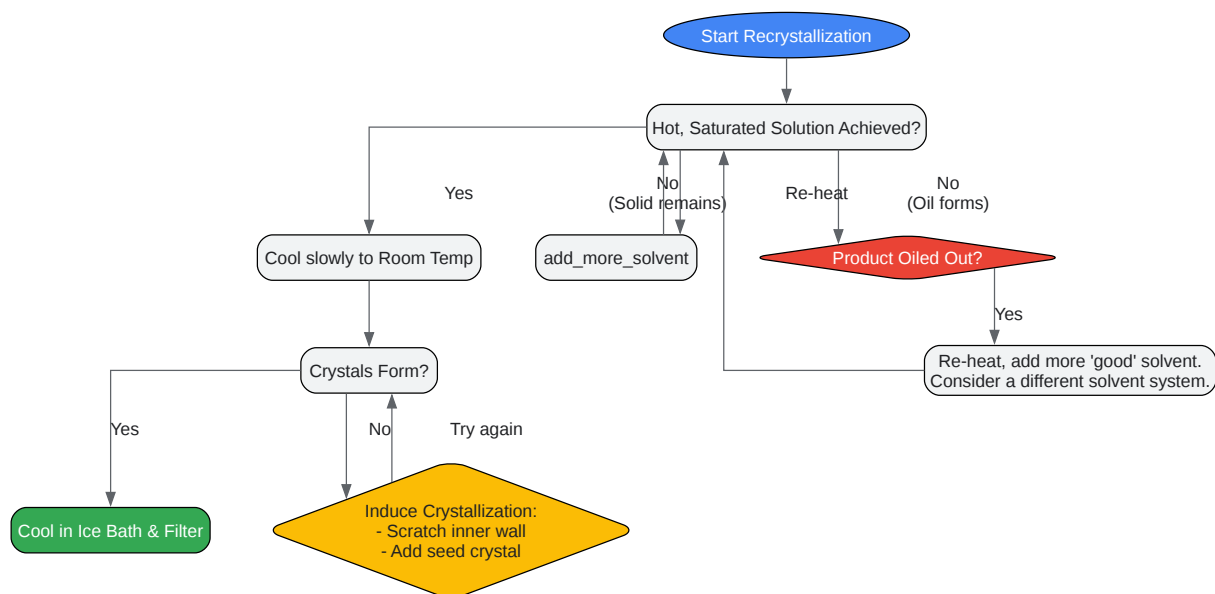 Start Recrystallization
Hot, Saturated Solution Achieved?
Yes
No
(Solid remains)
Re-heat
No
(Oil forms)
Cool slowly to Room Temp
add_more_solvent
Product Oiled Out?
Yes
Crystals Form?
Re-heat, add more 'good' solvent.
Consider a different solvent system.
Yes
No
Try again
Cool in Ice Bath & Filter
Induce Crystallization:
- Scratch inner wall
- Add seed crystal